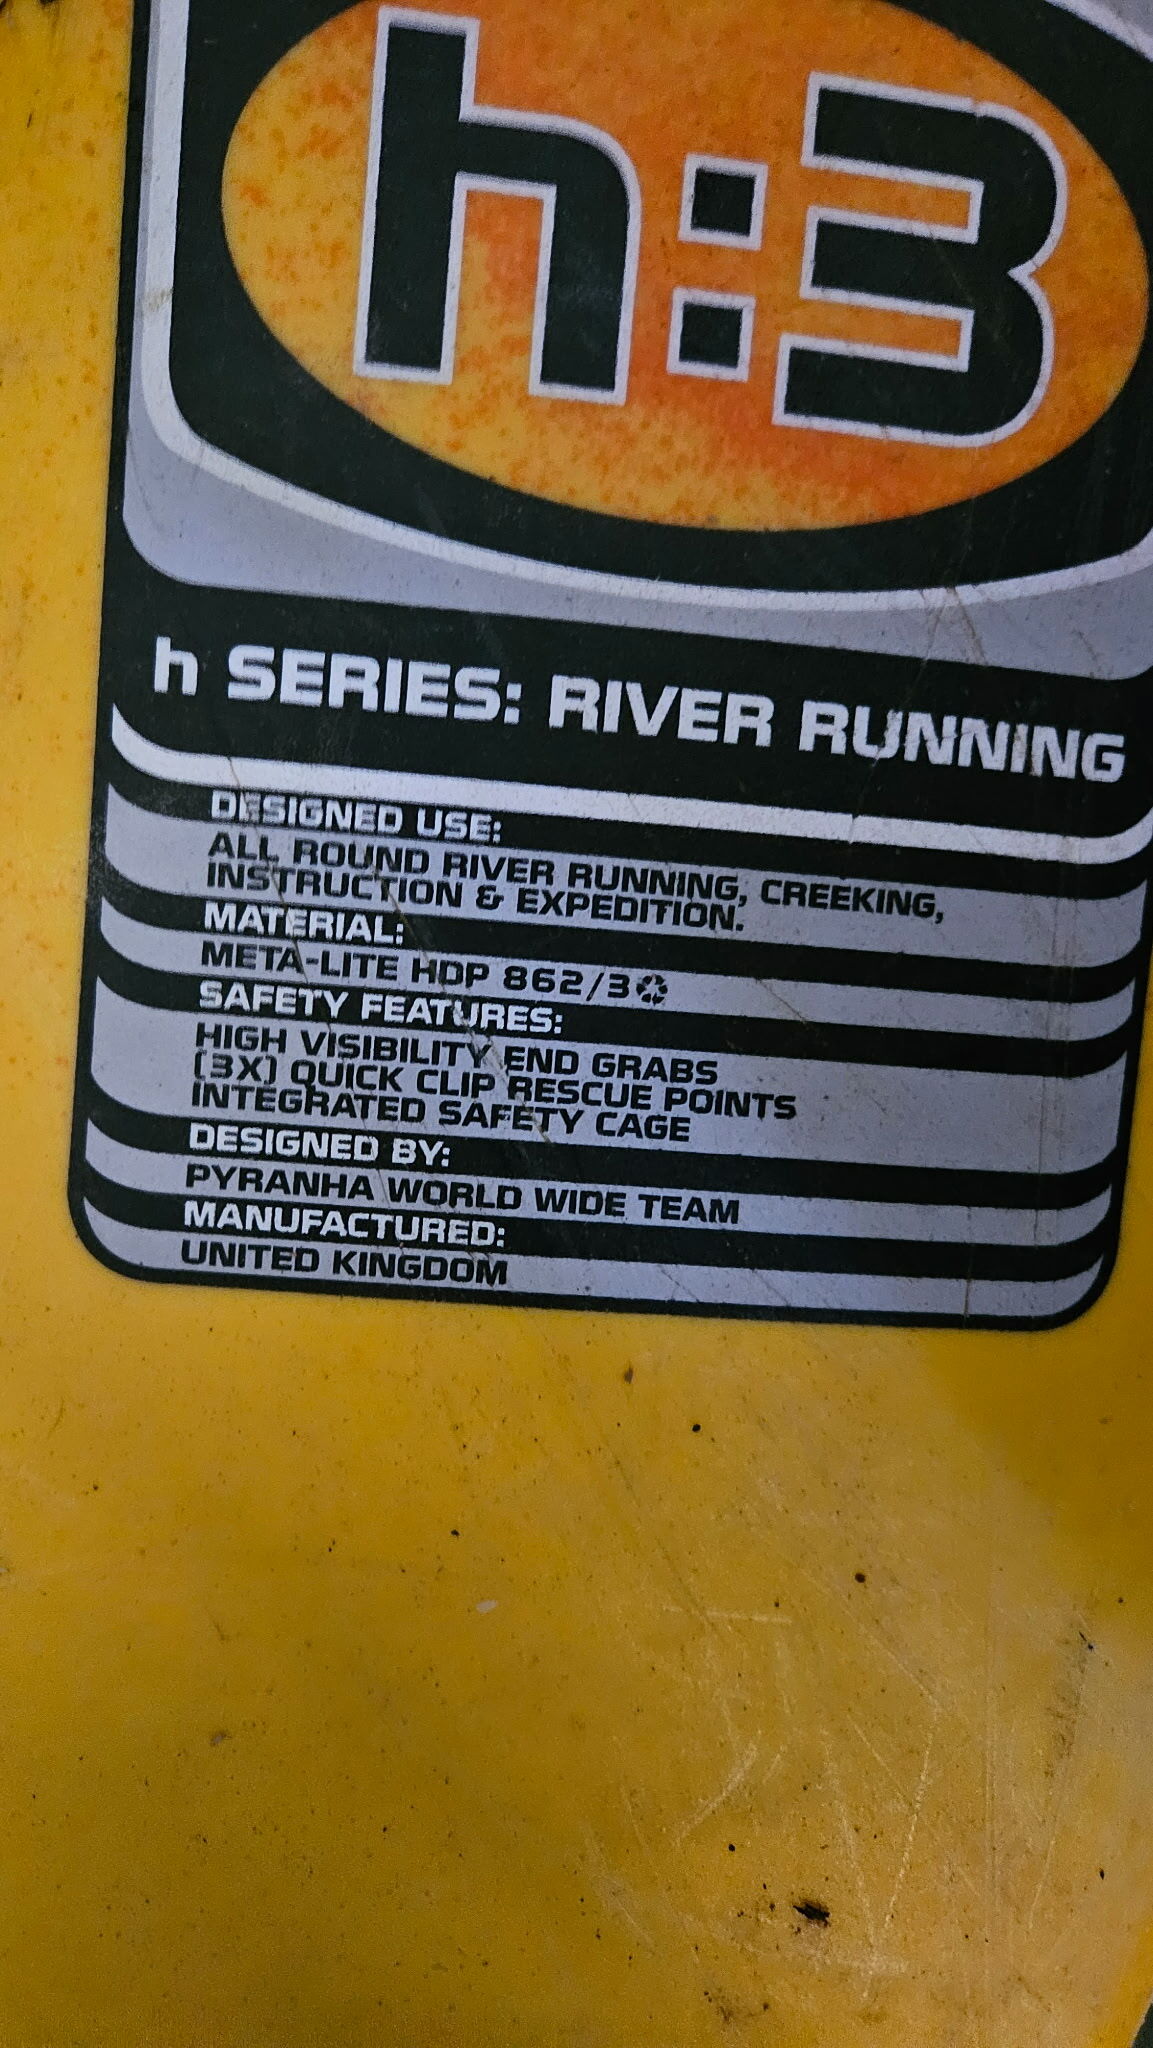 h:3
h SERIES: RIVER RUNNING
DESIGNED USE:
ALL ROUND RIVER RUNNING, CREEKING,
INSTRUCTION & EXPEDITION.
MATERIAL:
META-LITE HDP 862/3♻
SAFETY FEATURES:
HIGH VISIBILITY END GRABS
(3X) QUICK CLIP RESCUE POINTS
INTEGRATED SAFETY CAGE
DESIGNED BY:
PYRANHA WORLD WIDE TEAM
MANUFACTURED:
UNITED KINGDOM